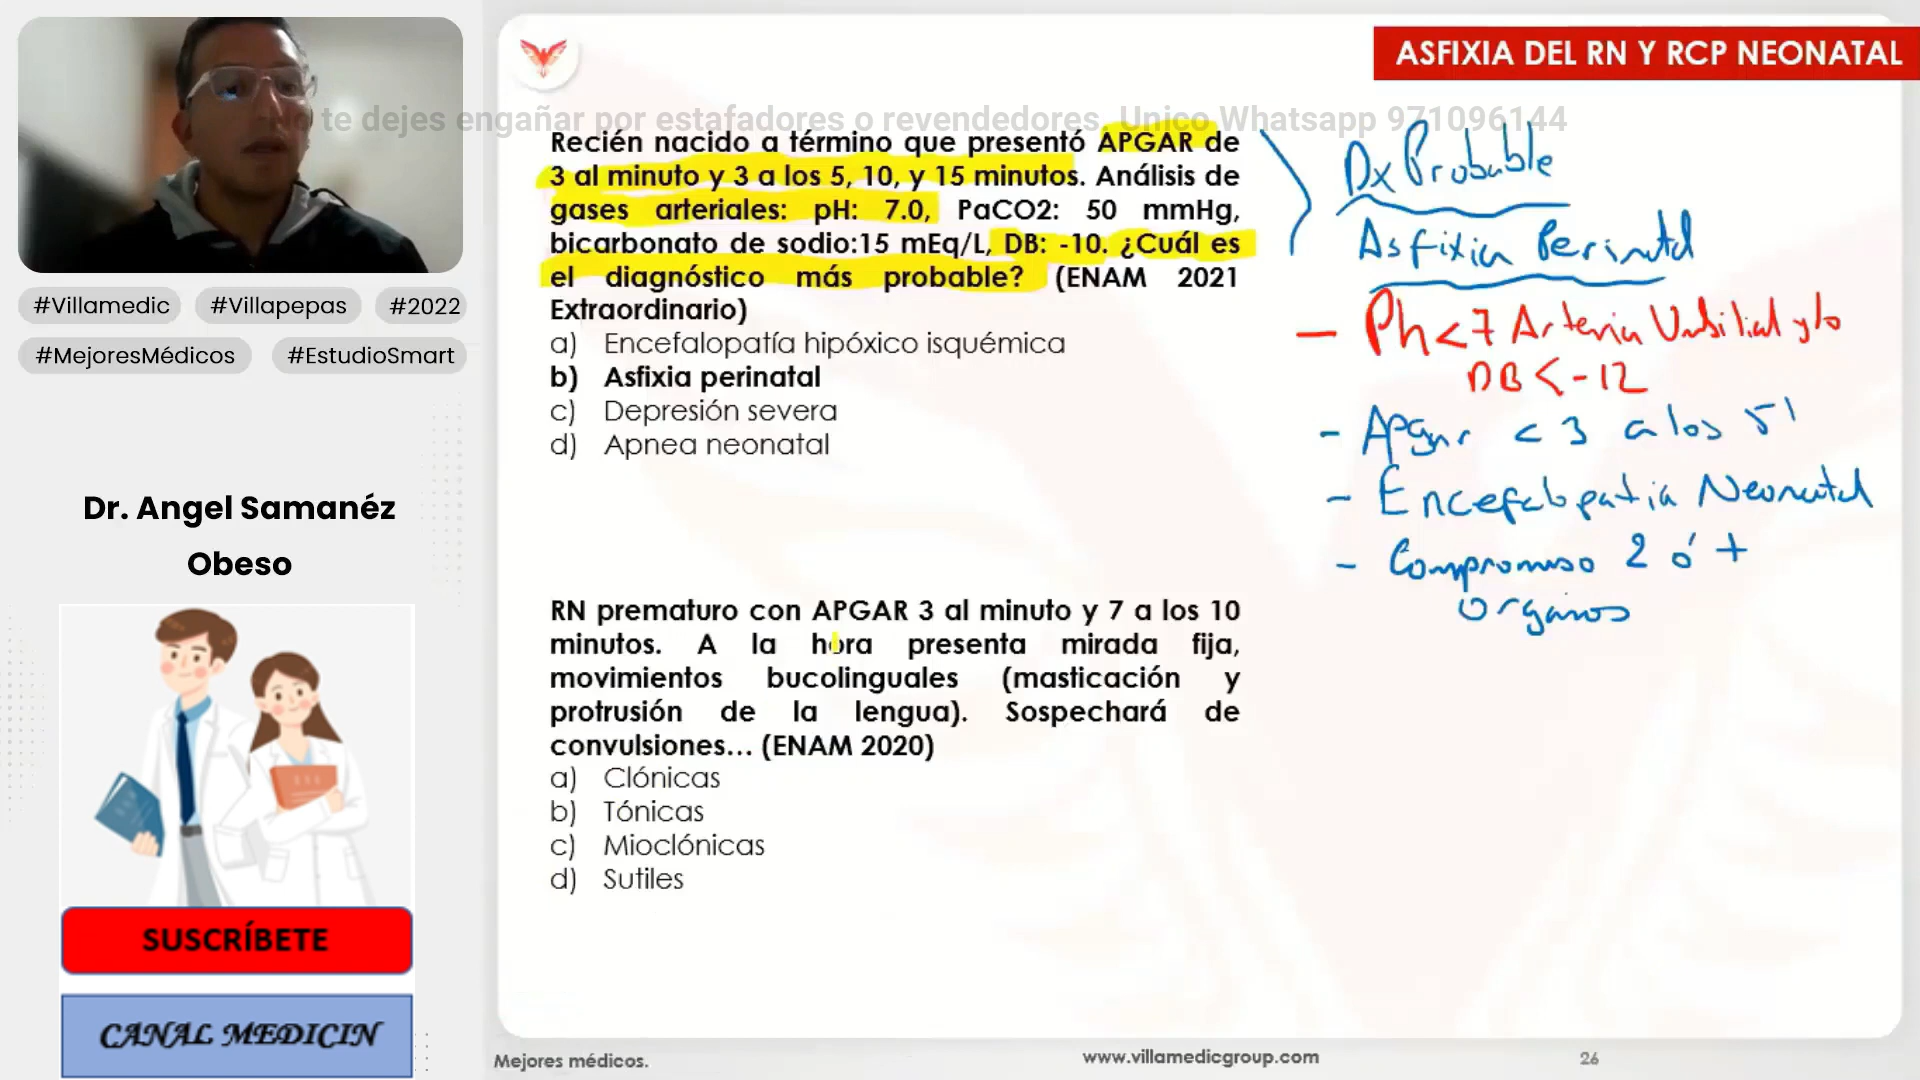 ASFIXIA DEL RN Y RCP NEONATAL
te dejes engañar por estafadores o revendedores. Unico Whatsapp 971096144
Recién nacido a término que presentó APGAR de
3 al minuto y 3 a los 5, 10, y 15 minutos. Análisis de
gases arteriales: pH: 7.0, PaCO2: 50 mmHg,
bicarbonato de sodio:15 mEq/L, DB: -10. ¿Cuál es
el diagnóstico más probable? (ENAM 2021
Extraordinario)
a) Encefalopatía hipóxico isquémica
b) Asfixia perinatal
c) Depresión severa
d) Apnea neonatal
RN prematuro con APGAR 3 al minuto y 7 a los 10
minutos. A la hora presenta mirada fija,
movimientos bucolinguales (masticación y
protrusión de la lengua). Sospechará de
convulsiones... (ENAM 2020)
a) Clónicas
b) Tónicas
c) Mioclónicas
d) Sutiles
Dx Probable
Asfixia Perinatal
- Ph < 7 Arteria Umbilical y/o
DB < -12
- Apgar < 3 a los 5'
- Encefalopatia Neonatal
- Compromiso 2 ó +
organos
#Villamedic #Villapepas #2022
#MejoresMédicos #EstudioSmart
Dr. Angel Samanéz
Obeso
SUSCRÍBETE
CANAL MEDICIN
Mejores médicos.
www.villamedicgroup.com
26